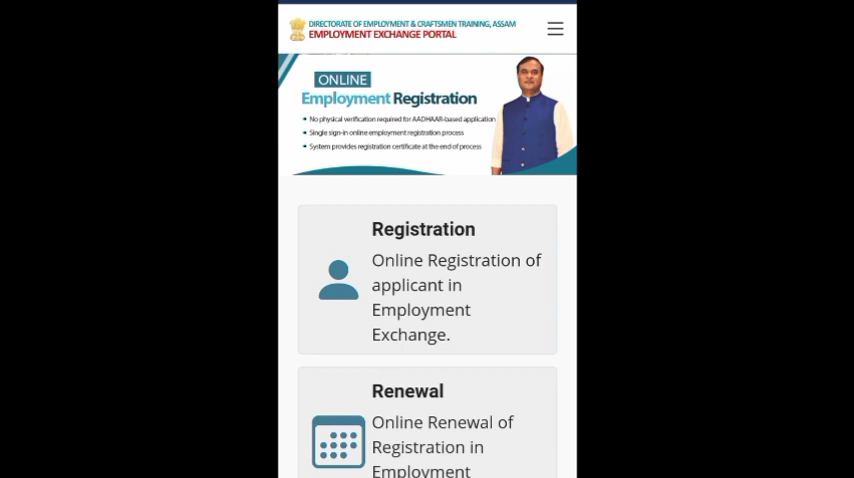 DIRECTORATE OF EMPLOYMENT & CRAFTSMEN TRAINING, ASSAM
EMPLOYMENT EXCHANGE PORTAL
ONLINE
Employment Registration
• No physical verification required for AADHAAR-based application
• Single sign-in online employment registration process
• System provides registration certificate at the end of process
Registration
Online Registration of
applicant in
Employment
Exchange.
Renewal
Online Renewal of
Registration in
Employment